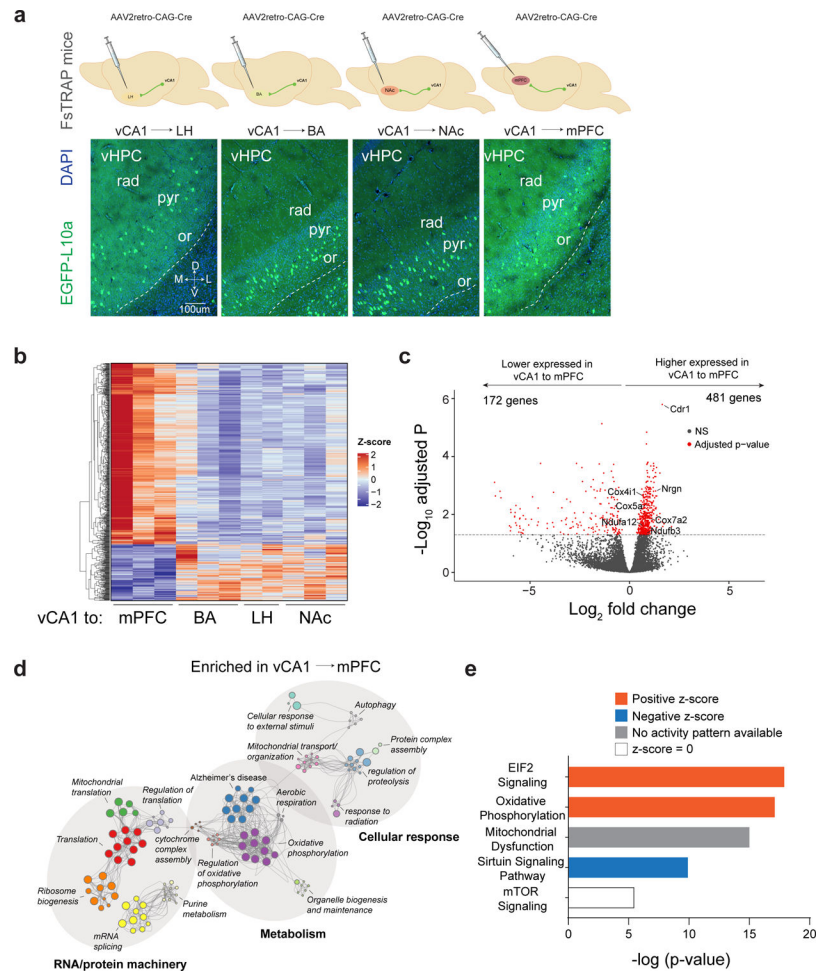 a
AAV2retro-CAG-Cre
AAV2retro-CAG-Cre
AAV2retro-CAG-Cre
AAV2retro-CAG-Cre
FsTRAP mice
LH
vCA1
BA
vCA1
NAc
vCA1
mPFC
vCA1
vCA1 → LH
vCA1 → BA
vCA1 → NAc
vCA1 → mPFC
EGFP-L10a DAPI
vHPC
rad
pyr
or
D
M L
V
100um
vHPC
rad
pyr
or
vHPC
rad
pyr
or
vHPC
rad
pyr
or
b
Z-score
2
1
0
−1
−2
vCA1 to: mPFC BA LH NAc
c
Lower expressed in
vCA1 to mPFC
Higher expressed in
vCA1 to mPFC
172 genes
481 genes
Cdr1
NS
Adjusted p-value
Cox4i1
Nrgn
Cox5a
Ndufa12
Cox7a2
Ndufb3
-Log10 adjusted P
6
4
2
0
−5
0
5
Log2 fold change
d
Enriched in vCA1 → mPFC
Cellular response
to external stimuli
Autophagy
Mitochondrial transport/
organization
Protein complex
assembly
regulation of
proteolysis
response to
radiation
Cellular response
Mitochondrial
translation
Regulation of
translation
Alzheimer's disease
Aerobic
respiration
Translation
cytochrome
complex
assembly
Regulation
of oxidative
phosphorylation
Oxidative
phosphorylation
Ribosome
biogenesis
Purine
metabolism
mRNA
splicing
Organelle biogenesis
and maintenance
Metabolism
RNA/protein machinery
e
Positive z-score
Negative z-score
No activity pattern available
z-score = 0
EIF2
Signaling
Oxidative
Phosphorylation
Mitochondrial
Dysfunction
Sirtuin Signaling
Pathway
mTOR
Signaling
0 5 10 15 20
-log (p-value)